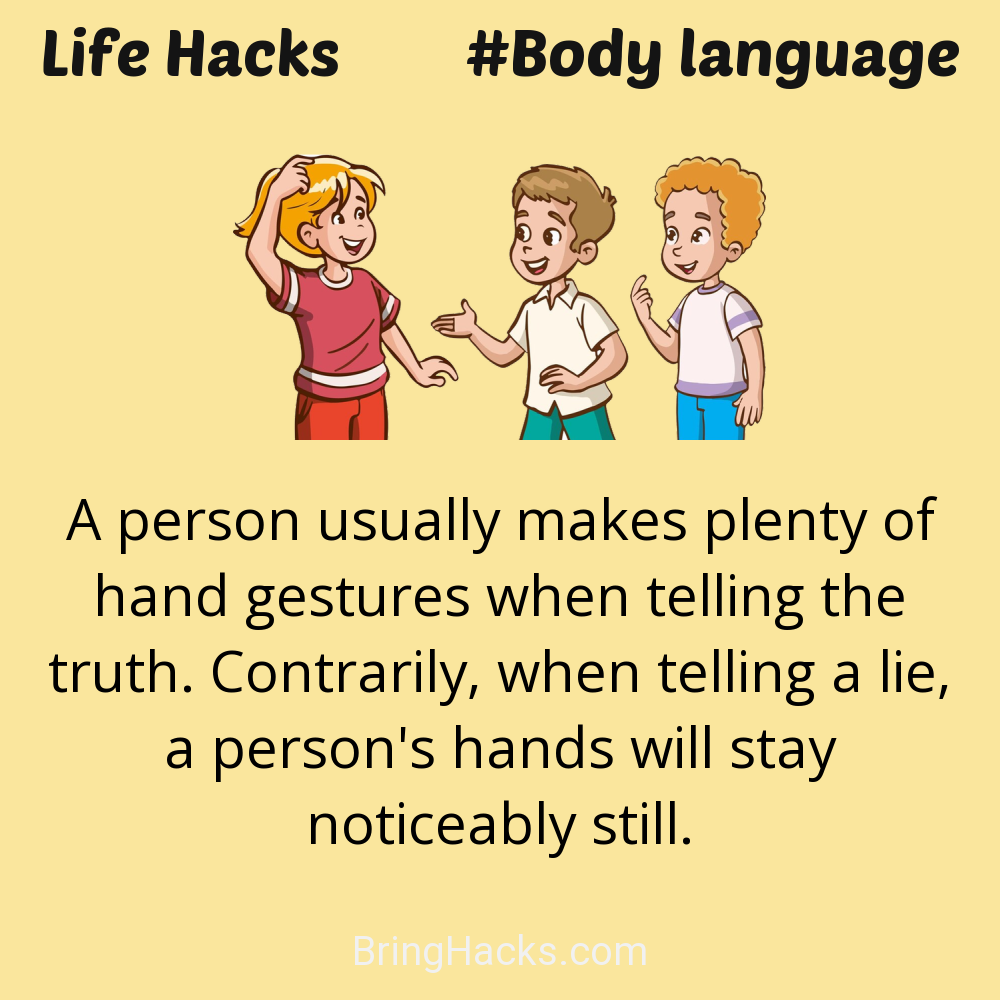 Life Hacks #Body language
A person usually makes plenty of
hand gestures when telling the
truth. Contrarily, when telling a lie,
a person's hands will stay
noticeably still.
BringHacks.com